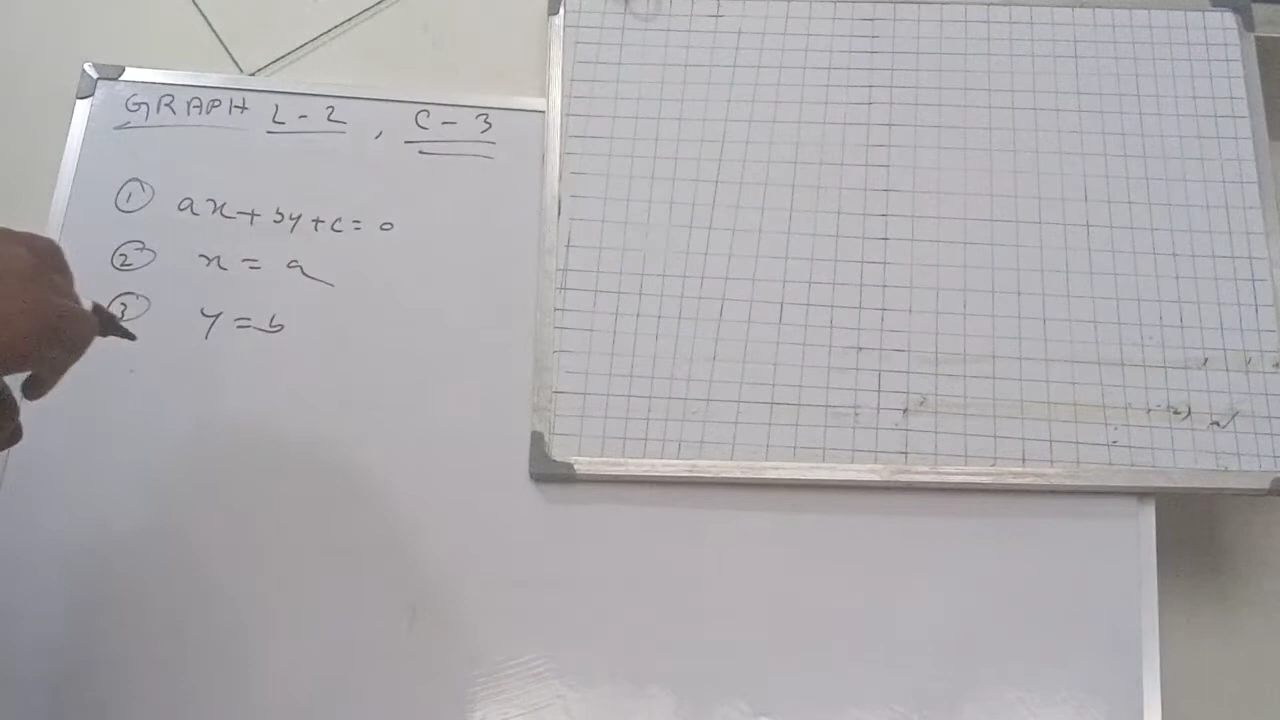 GRAPH L-2, C-3
① ax+by+c=0
② x=a
③ y=b